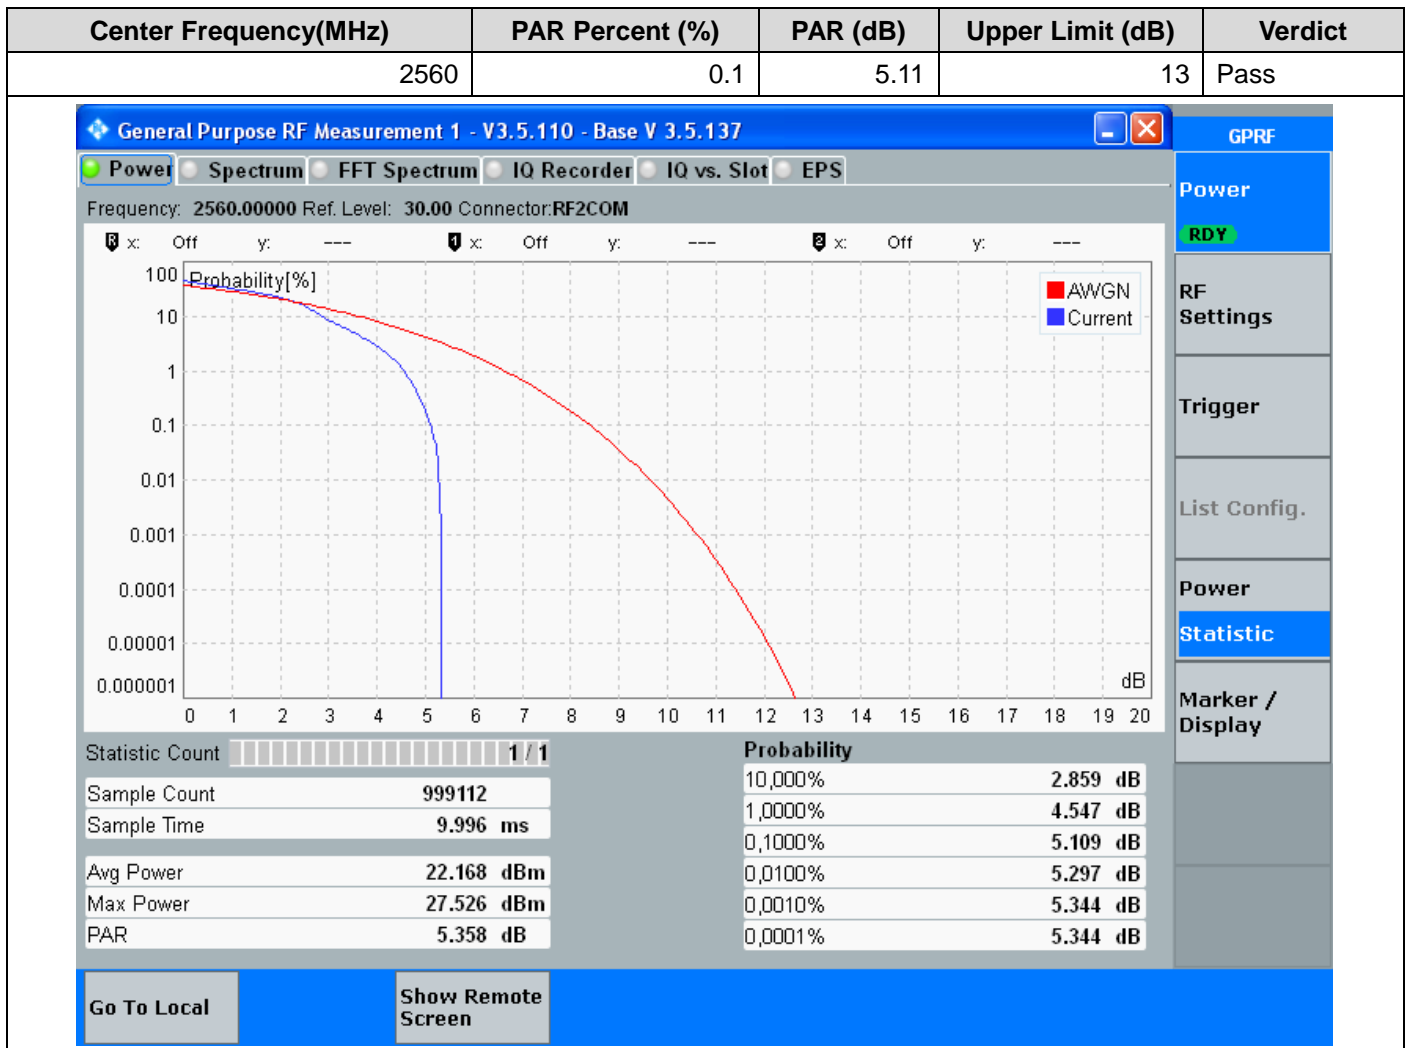 Center Frequency(MHz) PAR Percent (%) PAR (dB) Upper Limit (dB) Verdict
2560 0.1 5.11 13 Pass
General Purpose RF Measurement 1 - V3.5.110 - Base V 3.5.137
GPRF
Power Spectrum FFT Spectrum IQ Recorder IQ vs. Slot EPS
Frequency: 2560.00000 Ref. Level: 30.00 Connector:RF2COM
R x: Off y: --- 1 x: Off y: --- 2 x: Off y: ---
Probability[%]
100
10
1
0.1
0.01
0.001
0.0001
0.00001
0.000001
AWGN
Current
dB
0 1 2 3 4 5 6 7 8 9 10 11 12 13 14 15 16 17 18 19 20
Statistic Count 1 / 1
Sample Count 999112
Sample Time 9.996 ms
Avg Power 22.168 dBm
Max Power 27.526 dBm
PAR 5.358 dB
Probability
10,000% 2.859 dB
1,0000% 4.547 dB
0,1000% 5.109 dB
0,0100% 5.297 dB
0,0010% 5.344 dB
0,0001% 5.344 dB
Power
RDY
RF
Settings
Trigger
List Config.
Power
Statistic
Marker /
Display
Go To Local
Show Remote
Screen